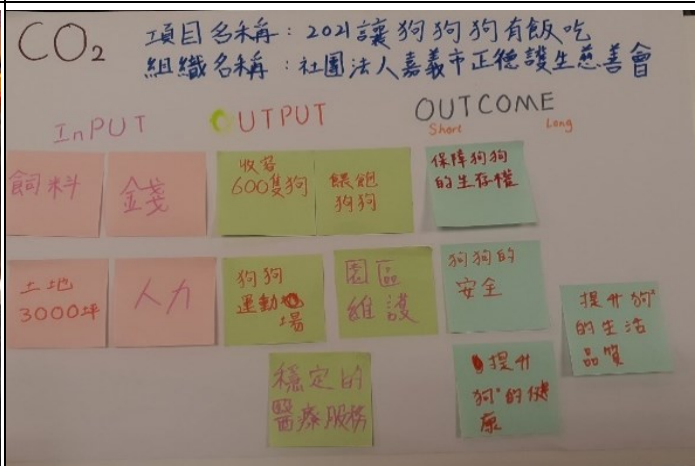 CO2
項目名稱：2021讓狗狗狗有飯吃
組織名稱：社團法人嘉義市正德護生慈善會
InPUT
OUTPUT
OUTCOME
Short
Long
飼料
金錢
收容
600隻狗
餵飽
狗狗
保障狗狗
的生存權
土地
3000坪
人力
狗狗
運動
場
園區
維護
狗狗的
安全
提升狗²
的生活
品質
穩定的
醫療服務
提升
狗²的健
康